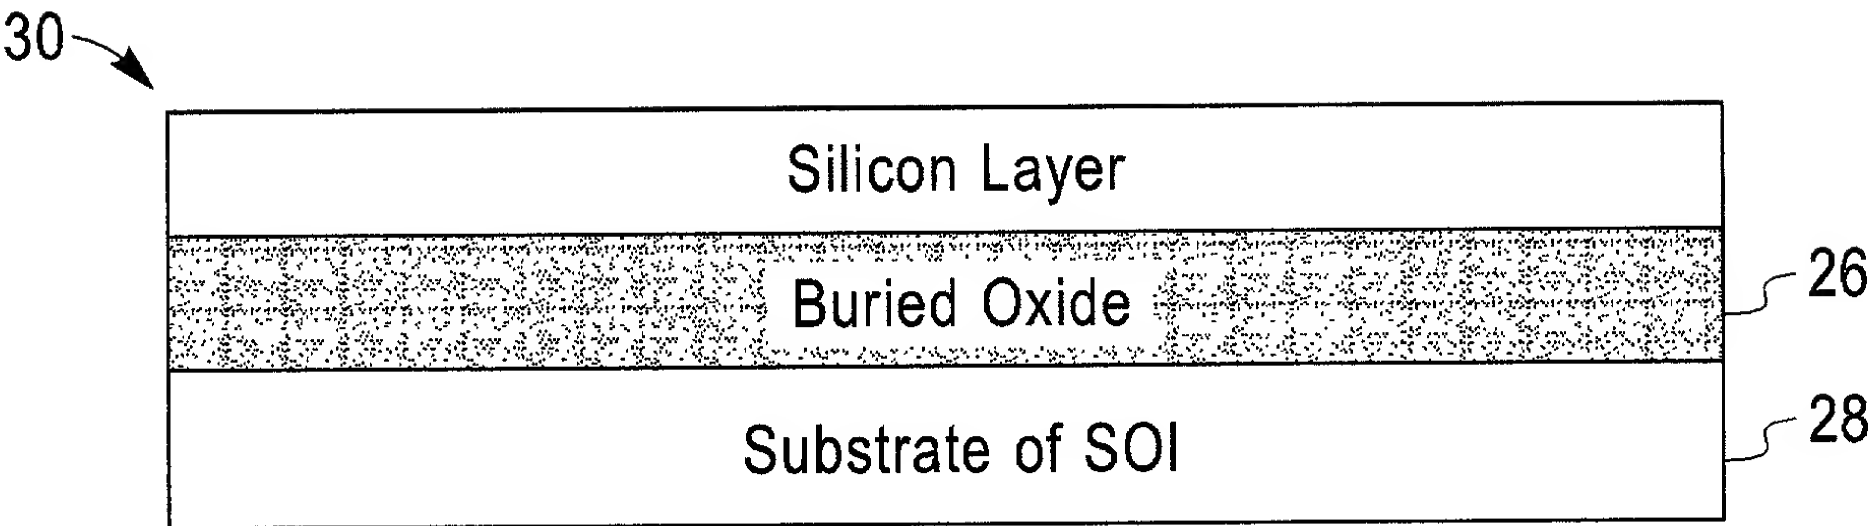 30
Silicon Layer
Buried Oxide
26
Substrate of SOI
28